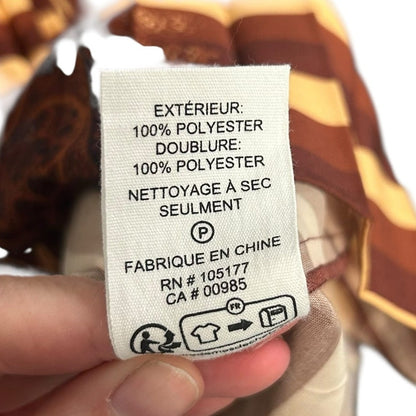 EXTÉRIEUR:
100% POLYESTER
DOUBLURE:
100% POLYESTER
NETTOYAGE À SEC
SEULMENT
P
FABRIQUE EN CHINE
RN # 105177
CA # 00985
FR